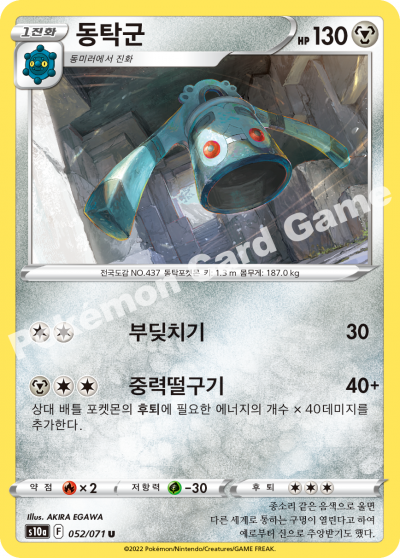 1진화
동탁군
HP 130
동미러에서 진화
전국도감 NO.437 동탁포켓몬 키: 1.3 m 몸무게: 187.0 kg
Pokémon Card Game
부딪치기 30
중력떨구기 40+
상대 배틀 포켓몬의 후퇴에 필요한 에너지의 개수 × 40데미지를
추가한다.
약점 × 2 저항력 -30 후퇴
Illus. AKIRA EGAWA
s10a F 052/071 U
종소리 같은 음색으로 울면
다른 세계로 통하는 구멍이 열린다고 하여
예로부터 신으로 추앙받기도 했다.
©2022 Pokémon/Nintendo/Creatures/GAME FREAK.